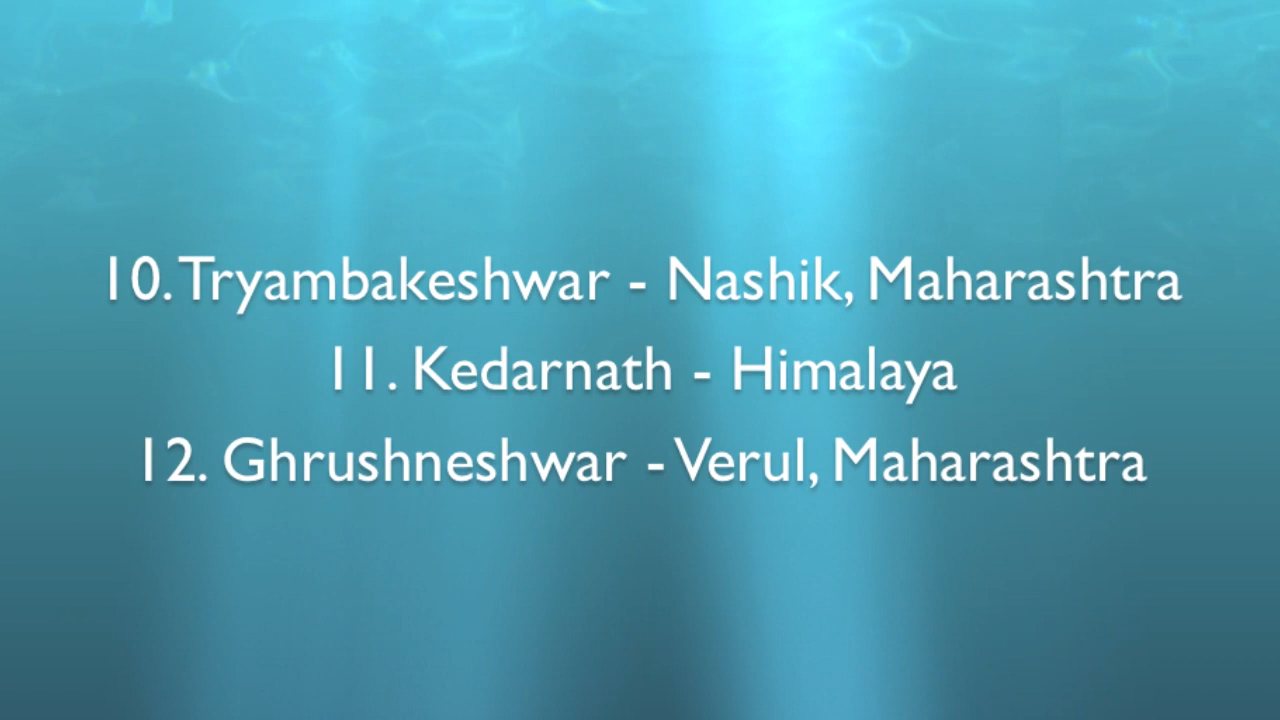 10. Tryambakeshwar - Nashik, Maharashtra
11. Kedarnath - Himalaya
12. Ghrushneshwar - Verul, Maharashtra